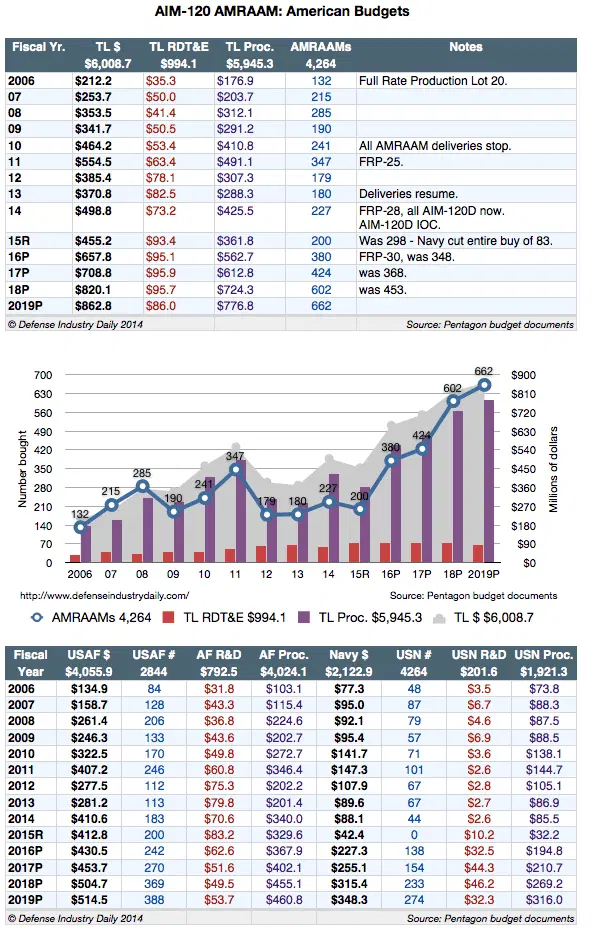 AIM-120 AMRAAM: American Budgets
Fiscal Yr. TL $ TL RDT&E TL Proc. AMRAAMs Notes
$6,008.7 $994.1 $5,945.3 4,264
2006 $212.2 $35.3 $176.9 132 Full Rate Production Lot 20.
07 $253.7 $50.0 $203.7 215
08 $353.5 $41.4 $312.1 285
09 $341.7 $50.5 $291.2 190
10 $464.2 $53.4 $410.8 241 All AMRAAM deliveries stop.
11 $554.5 $63.4 $491.1 347 FRP-25.
12 $385.4 $78.1 $307.3 179
13 $370.8 $82.5 $288.3 180 Deliveries resume.
14 $498.8 $73.2 $425.5 227 FRP-28, all AIM-120D now.
AIM-120D IOC.
15R $455.2 $93.4 $361.8 200 Was 298 - Navy cut entire buy of 83.
16P $657.8 $95.1 $562.7 380 FRP-30, was 348.
17P $708.8 $95.9 $612.8 424 was 368.
18P $820.1 $95.7 $724.3 602 was 453.
2019P $862.8 $86.0 $776.8 662
© Defense Industry Daily 2014 Source: Pentagon budget documents
700 662 $900
630 602 $810
560 $720
490 424 $630
420 347 380 $540
350 285 $450
280 215 241 227 $360
210 132 190 179 180 200 $270
140 $180
70 $90
0 $0
Number bought
Millions of dollars
2006 07 08 09 10 11 12 13 14 15R 16P 17P 18P 2019P
http://www.defenseindustrydaily.com/ Source: Pentagon budget documents
AMRAAMs 4,264 TL RDT&E $994.1 TL Proc. $5,945.3 TL $ $6,008.7
Fiscal USAF $ USAF # AF R&D AF Proc. Navy $ USN # USN R&D USN Proc.
Year $4,055.9 2844 $792.5 $4,024.1 $2,122.9 4264 $201.6 $1,921.3
2006 $134.9 84 $31.8 $103.1 $77.3 48 $3.5 $73.8
2007 $158.7 128 $43.3 $115.4 $95.0 87 $6.7 $88.3
2008 $261.4 206 $36.8 $224.6 $92.1 79 $4.6 $87.5
2009 $246.3 133 $43.6 $202.7 $95.4 57 $6.9 $88.5
2010 $322.5 170 $49.8 $272.7 $141.7 71 $3.6 $138.1
2011 $407.2 246 $60.8 $346.4 $147.3 101 $2.6 $144.7
2012 $277.5 112 $75.3 $202.2 $107.9 67 $2.8 $105.1
2013 $281.2 113 $79.8 $201.4 $89.6 67 $2.7 $86.9
2014 $410.6 183 $70.6 $340.0 $88.1 44 $2.6 $85.5
2015R $412.8 200 $83.2 $329.6 $42.4 0 $10.2 $32.2
2016P $430.5 242 $62.6 $367.9 $227.3 138 $32.5 $194.8
2017P $453.7 270 $51.6 $402.1 $255.1 154 $44.3 $210.7
2018P $504.7 369 $49.5 $455.1 $315.4 233 $46.2 $269.2
2019P $514.5 388 $53.7 $460.8 $348.3 274 $32.3 $316.0
© Defense Industry Daily 2014 Source: Pentagon budget documents